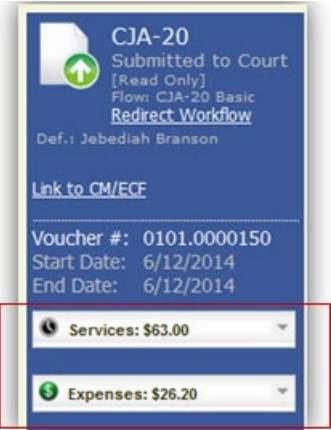 CJA-20
Submitted to Court
[Read Only]
Flow: CJA-20 Basic
Redirect Workflow
Def.: Jebediah Branson
Link to CM/ECF
Voucher #: 0101.0000150
Start Date: 6/12/2014
End Date: 6/12/2014
Services: $63.00
$ Expenses: $26.20